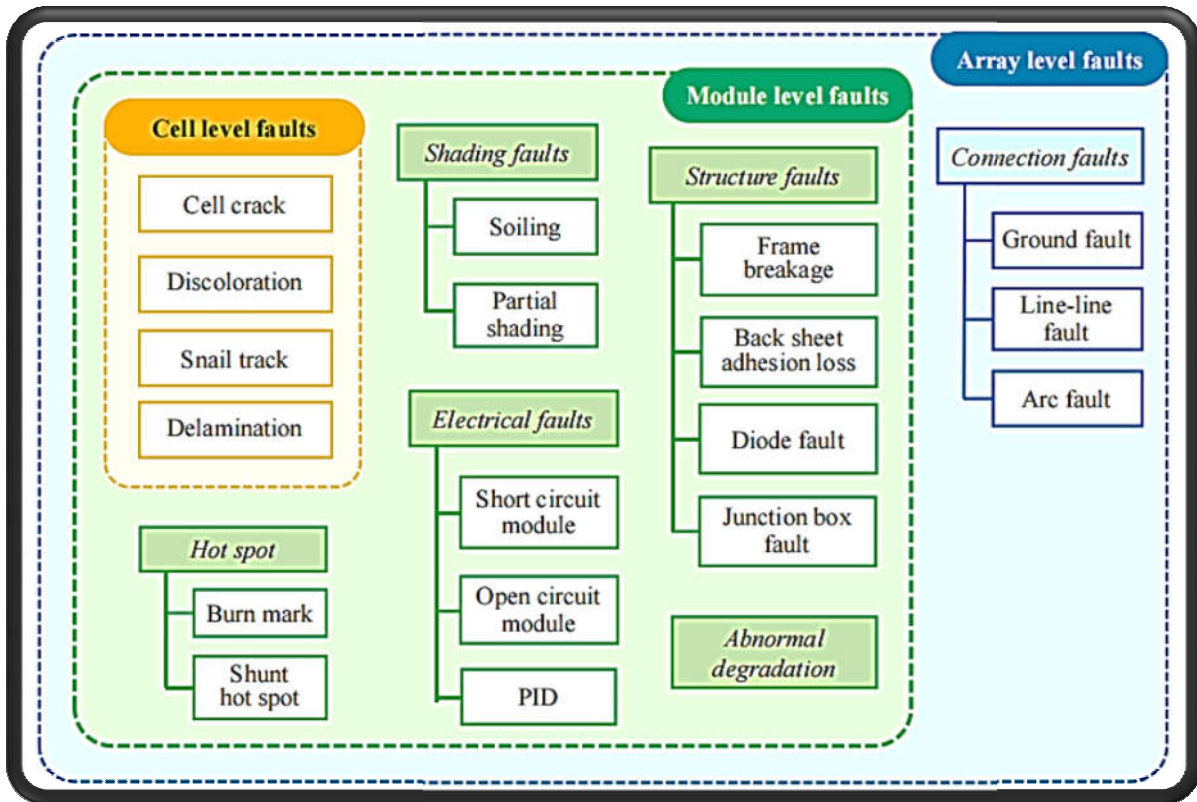 Array level faults
Module level faults
Cell level faults
Cell crack
Discoloration
Snail track
Delamination
Hot spot
Burn mark
Shunt
hot spot
Shading faults
Soiling
Partial
shading
Electrical faults
Short circuit
module
Open circuit
module
PID
Structure faults
Frame
breakage
Back sheet
adhesion loss
Diode fault
Junction box
fault
Abnormal
degradation
Connection faults
Ground fault
Line-line
fault
Arc fault